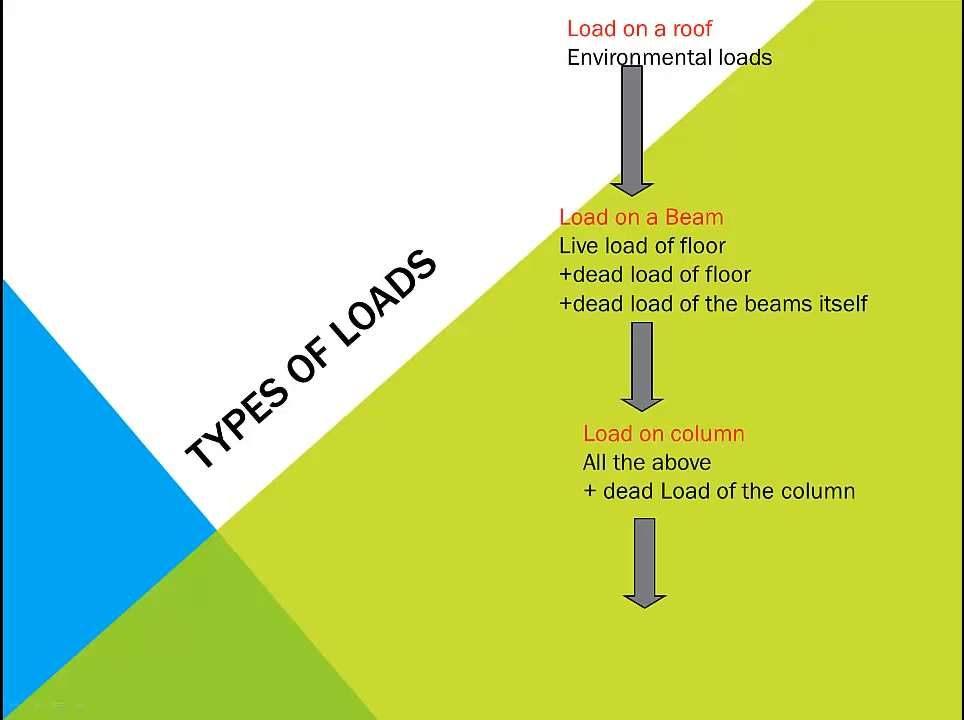 Load on a roof
Environmental loads
Load on a Beam
Live load of floor
+dead load of floor
+dead load of the beams itself
TYPES OF LOADS
Load on column
All the above
+ dead Load of the column